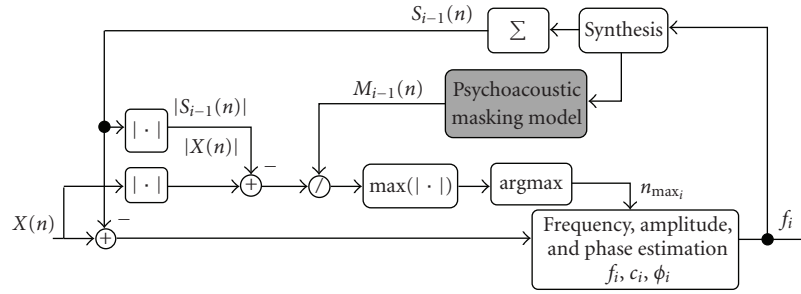 S_{i−1}(n)
∑
Synthesis
M_{i−1}(n)
Psychoacoustic
masking model
|S_{i−1}(n)|
| · |
|X(n)|
−
| · |
+
/
max(| · |)
argmax
n_{max_i}
X(n)
−
+
Frequency, amplitude,
and phase estimation
f_i, c_i, ϕ_i
f_i